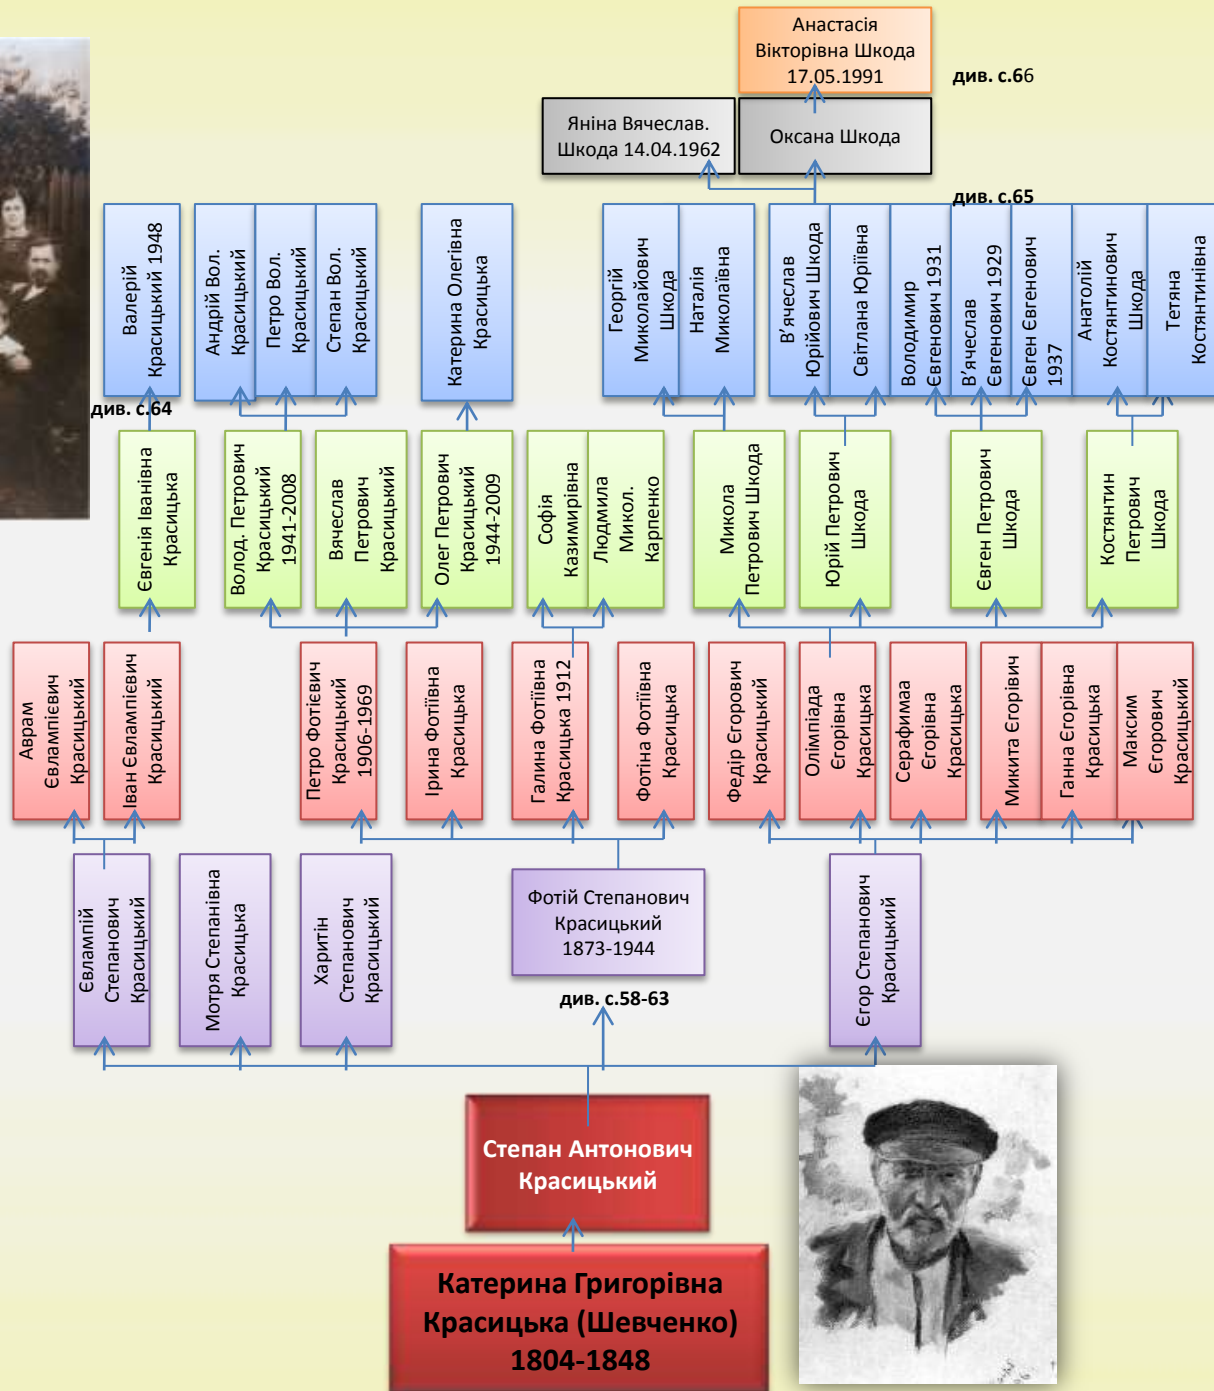 Анастасія
Вікторівна Шкода
17.05.1991
див. с.66
Яніна Вячеслав.
Шкода 14.04.1962
Оксана Шкода
див. с.65
Валерій
Красицький 1948
Андрій Вол.
Красицький
Петро Вол.
Красицький
Степан Вол.
Красицький
Катерина Олегівна
Красицька
Георгій
Миколайович
Шкода
Наталія
Миколаївна
В’ячеслав
Юрійович Шкода
Світлана Юріївна
Володимир
Євгенович 1931
В’ячеслав
Євгенович 1929
Євген Євгенович
1937
Анатолій
Костянтинович
Шкода
Тетяна
Костянтинівна
див. с.64
Євгенія Іванівна
Красицька
Волод. Петрович
Красицький
1941-2008
Вячеслав
Петрович
Красицький
Олег Петрович
Красицький
1944-2009
Софія
Казимирівна
Людмила
Микол.
Карпенко
Микола
Петрович Шкода
Юрій Петрович
Шкода
Євген Петрович
Шкода
Костянтин
Петрович
Шкода
Аврам
Євлампієвич
Красицький
Іван Євлампієвич
Красицький
Петро Фотієвич
Красицький
1906-1969
Ірина Фотіївна
Красицька
Галина Фотіївна
Красицька 1912
Фотіна Фотіївна
Красицька
Федір Єгорович
Красицький
Олімпіада
Єгорівна
Красицька
Серафимаа
Єгорівна
Красицька
Микита Єгорівич
Ганна Єгорівна
Красицька
Максим
Єгорович
Красицький
Євлампій
Степанович
Красицький
Мотря Степанівна
Красицька
Харитін
Степанович
Красицький
Фотій Степанович
Красицький
1873-1944
Єгор Степанович
Красицький
див. с.58-63
Степан Антонович
Красицький
Катерина Григорівна
Красицька (Шевченко)
1804-1848